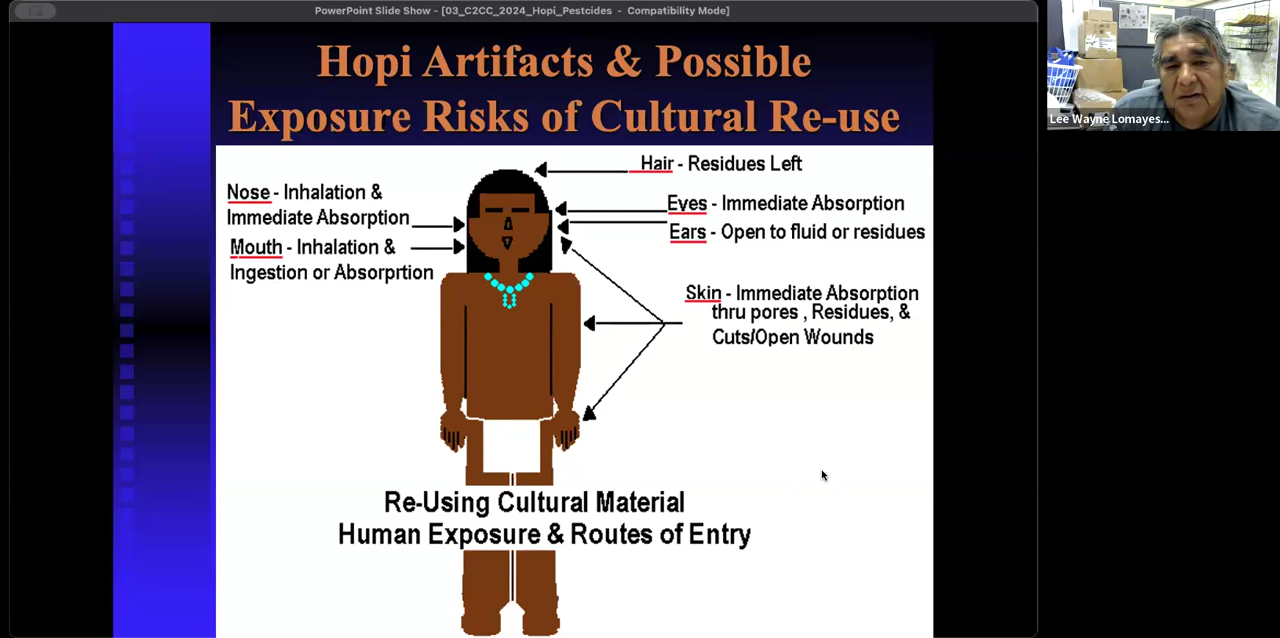 PowerPoint Slide Show - [03_C2CC_2024_Hopi_Pestcides - Compatibility Mode]
Hopi Artifacts & Possible
Exposure Risks of Cultural Re-use
Hair - Residues Left
Nose - Inhalation &
Immediate Absorption
Mouth - Inhalation &
Ingestion or Absorprtion
Eyes - Immediate Absorption
Ears - Open to fluid or residues
Skin - Immediate Absorption
thru pores , Residues, &
Cuts/Open Wounds
Re-Using Cultural Material
Human Exposure & Routes of Entry
Lee Wayne Lomayes...